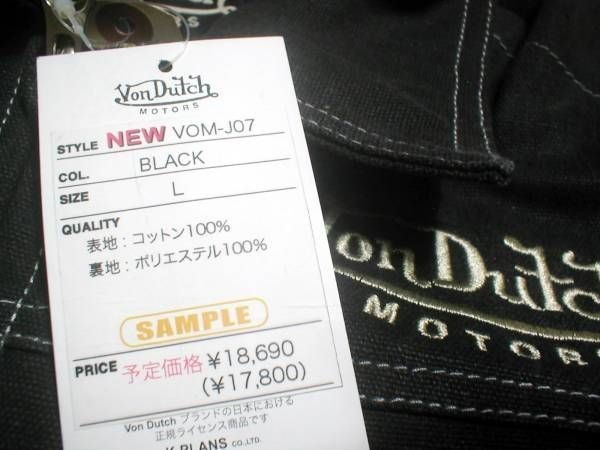 Von Dutch
MOTORS
STYLE NEW VOM-J07
COL. BLACK
SIZE L
QUALITY
表地：コットン100%
裏地：ポリエステル100%
SAMPLE
PRICE 予定価格 ¥18,690
(¥17,800)
Von Dutch ブランドの日本における
正規ライセンス商品です
K PLANS CO.,LTD.
Von Dutch
MOTORS